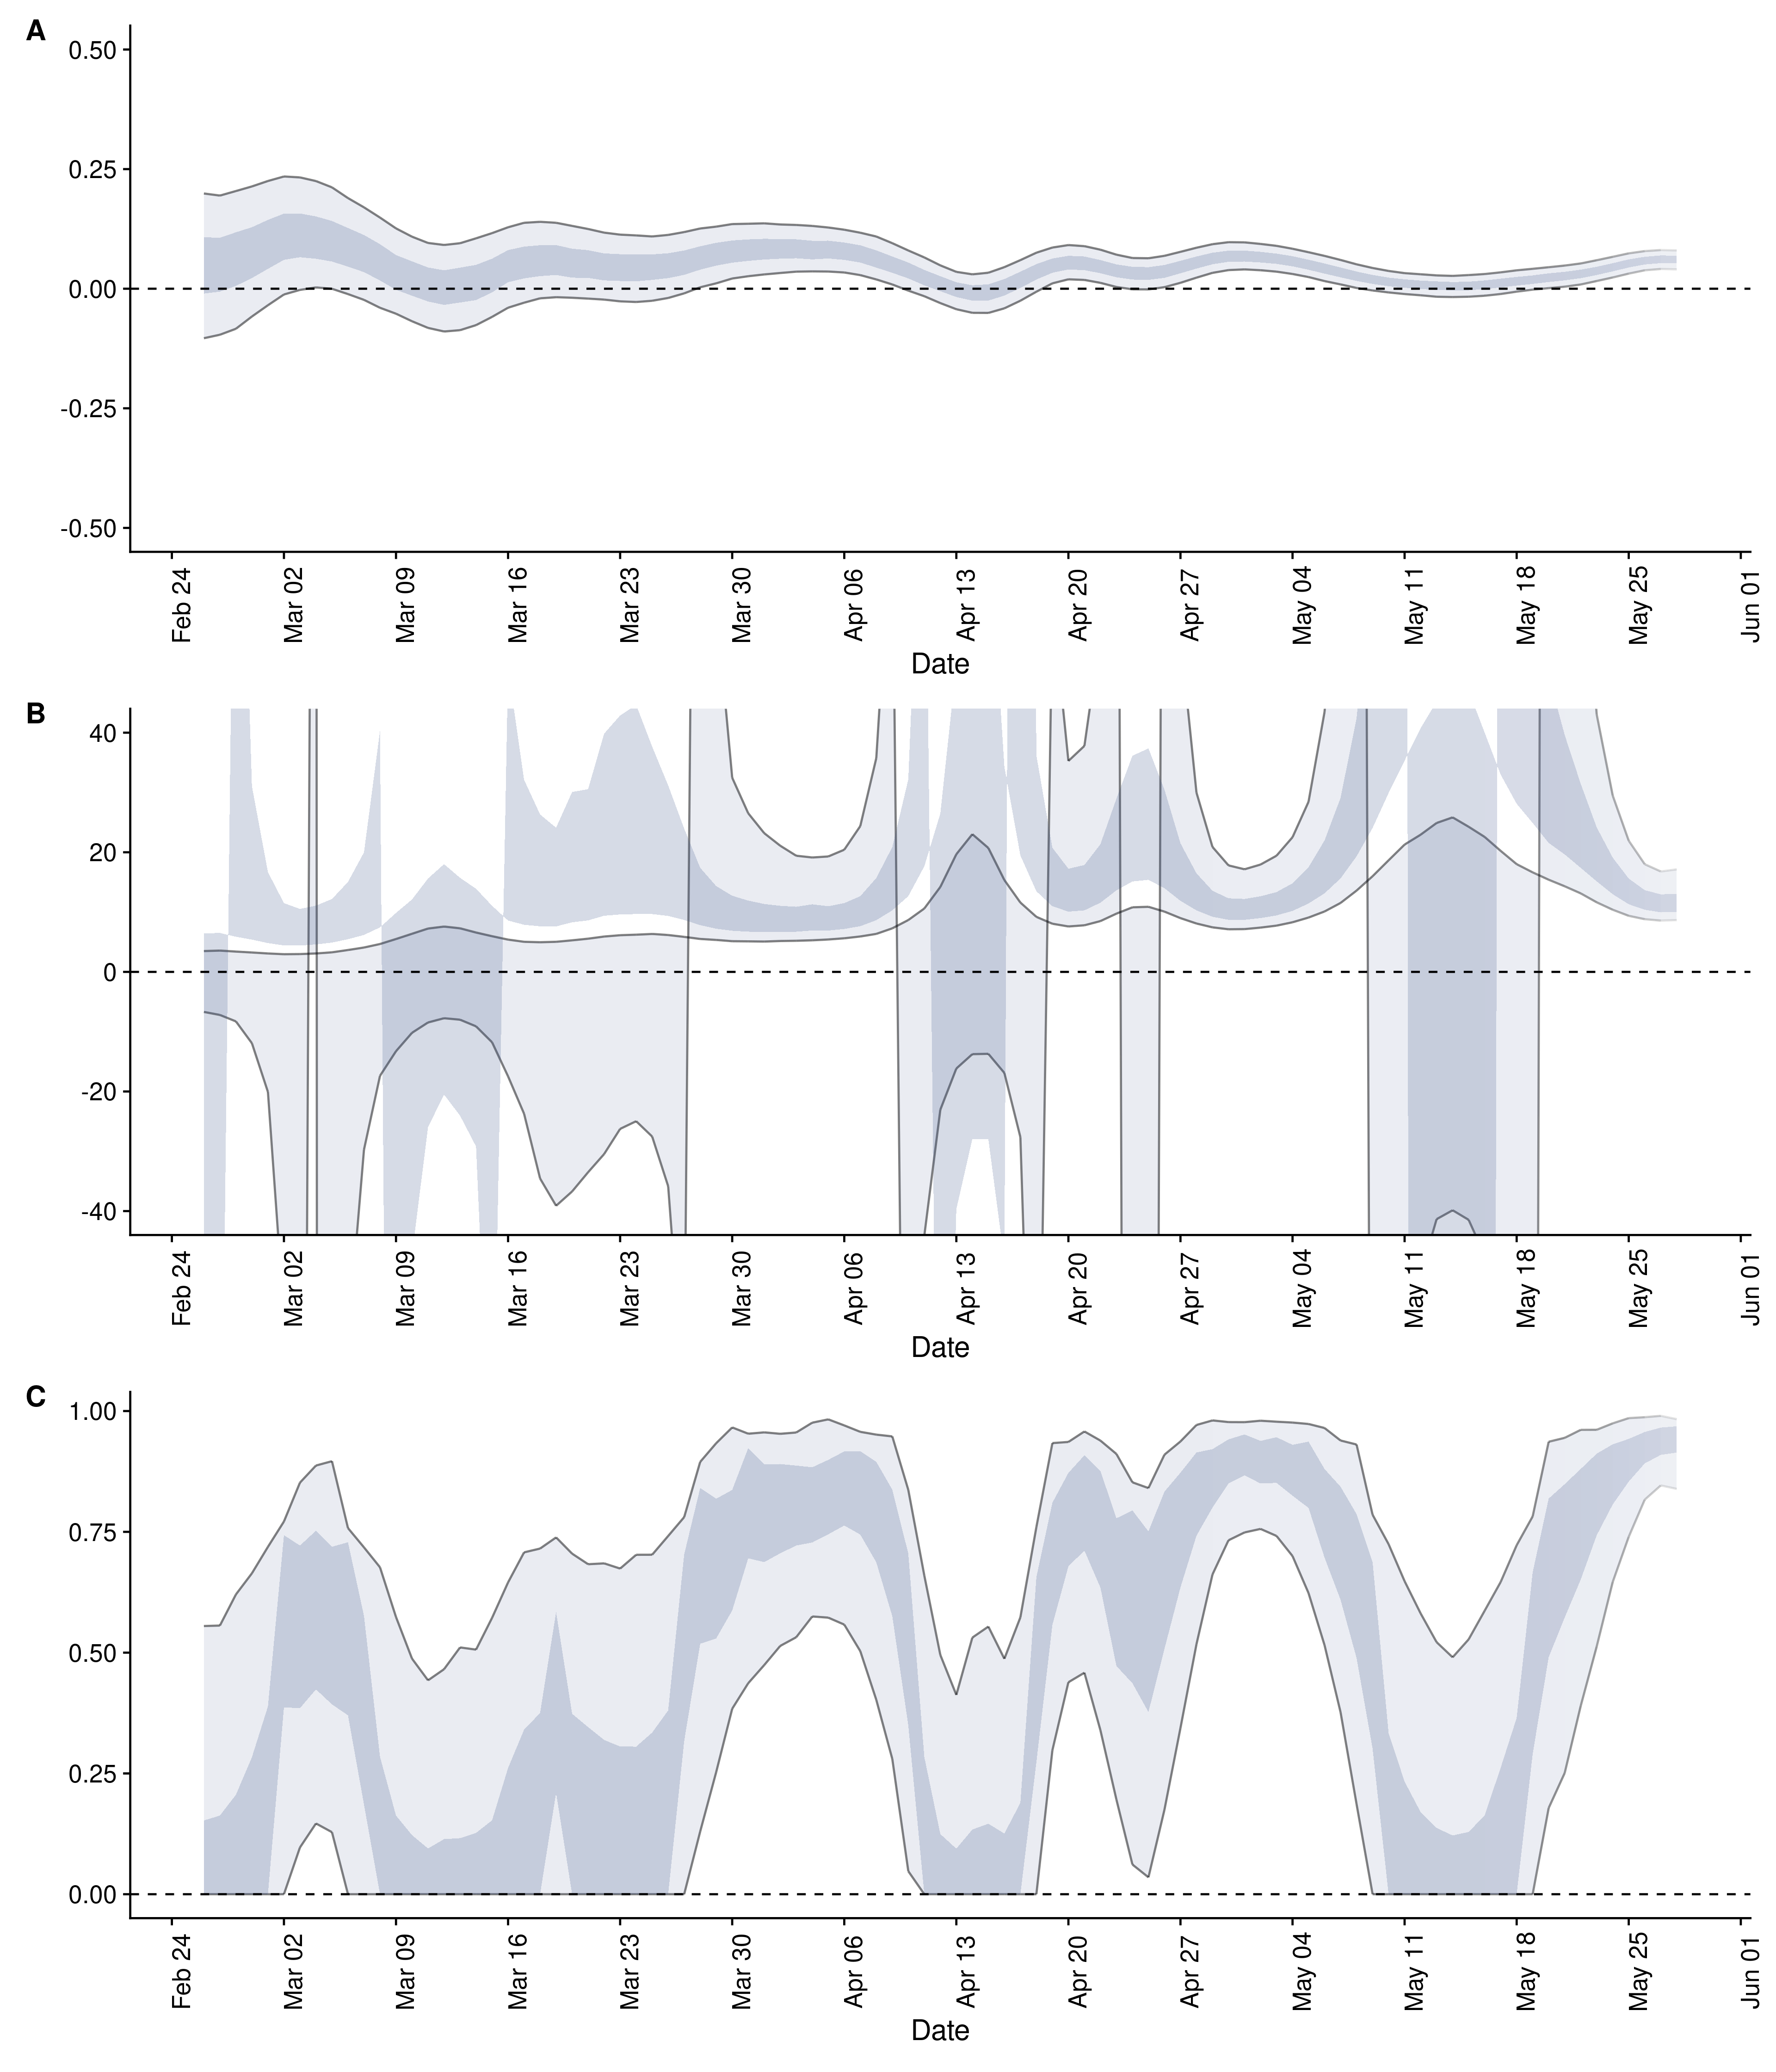 A
0.50
0.25
0.00
-0.25
-0.50
Feb 24
Mar 02
Mar 09
Mar 16
Mar 23
Mar 30
Apr 06
Apr 13
Apr 20
Apr 27
May 04
May 11
May 18
May 25
Jun 01
Date
B
40
20
0
-20
-40
Feb 24
Mar 02
Mar 09
Mar 16
Mar 23
Mar 30
Apr 06
Apr 13
Apr 20
Apr 27
May 04
May 11
May 18
May 25
Jun 01
Date
C
1.00
0.75
0.50
0.25
0.00
Feb 24
Mar 02
Mar 09
Mar 16
Mar 23
Mar 30
Apr 06
Apr 13
Apr 20
Apr 27
May 04
May 11
May 18
May 25
Jun 01
Date